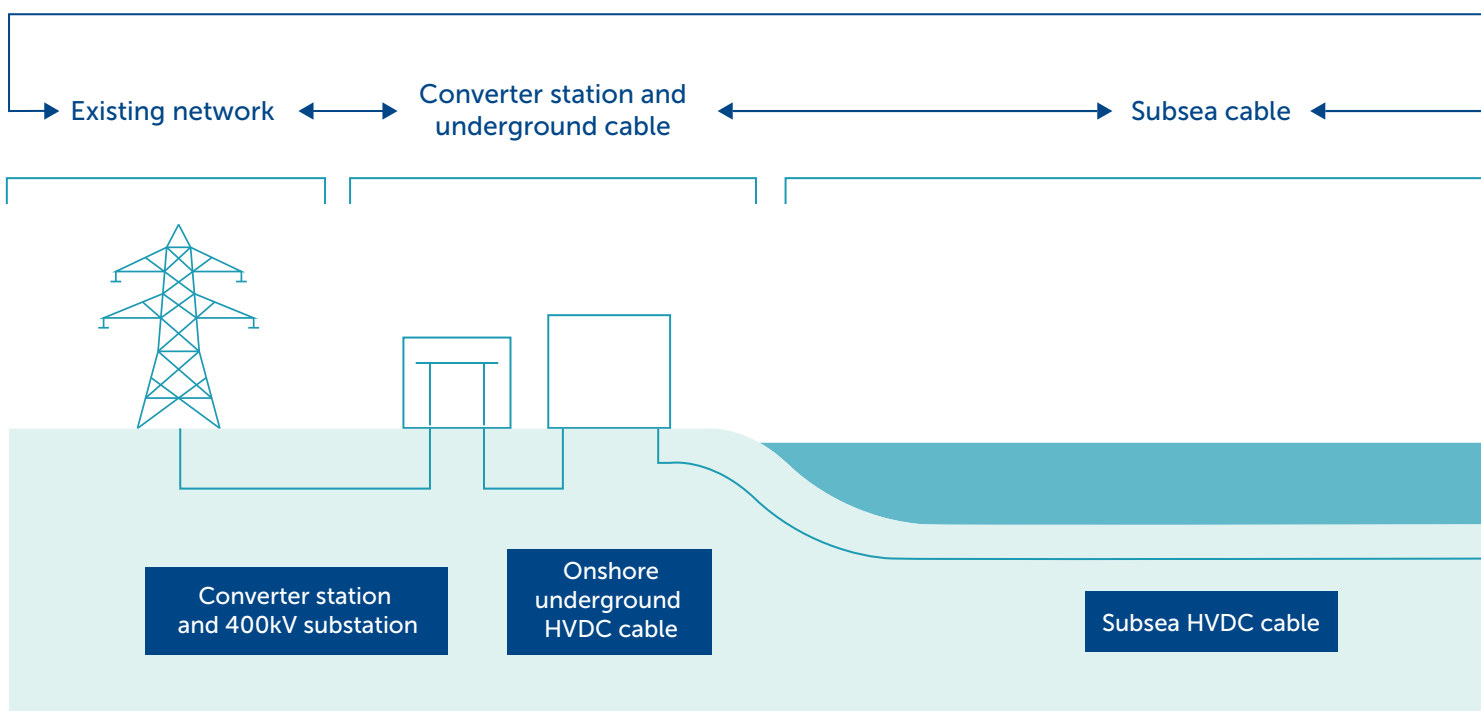 Existing network
Converter station and
underground cable
Subsea cable
Converter station
and 400kV substation
Onshore
underground
HVDC cable
Subsea HVDC cable